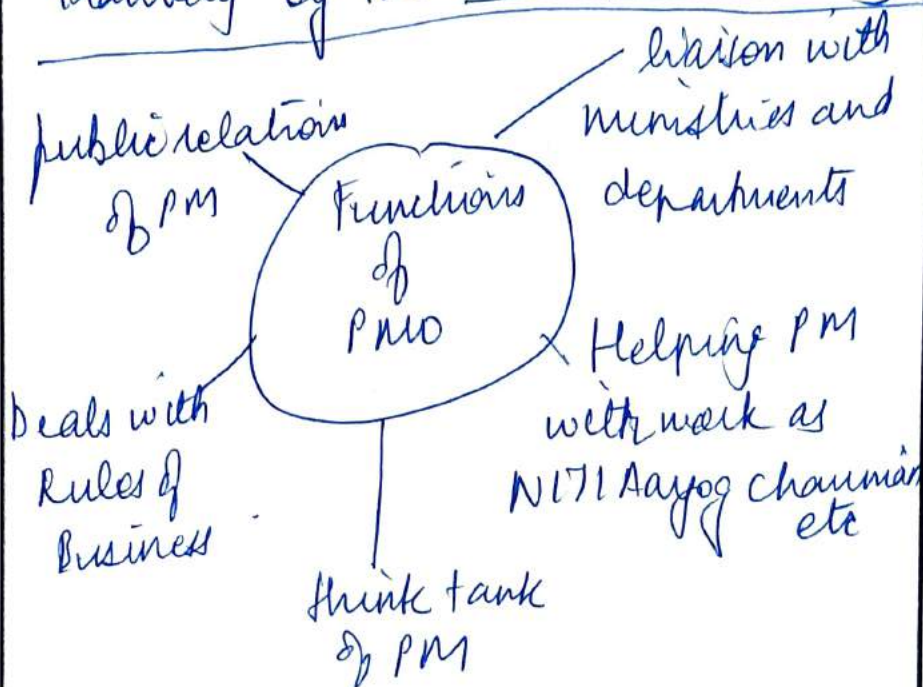 public relation
of PM
liaison with
ministries and
departments
Functions
of
PMO
Helping PM
with work as
NITI Aayog Chairman
etc
Deals with
Rules of
Business
think tank
of PM